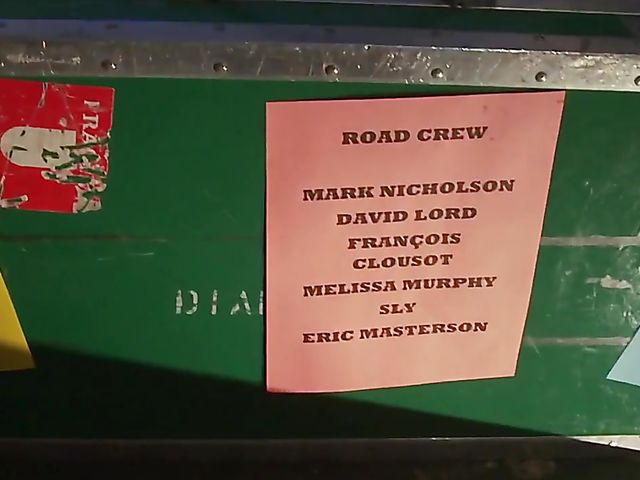 ROAD CREW
MARK NICHOLSON
DAVID LORD
FRANÇOIS
CLOUSOT
MELISSA MURPHY
SLY
ERIC MASTERSON